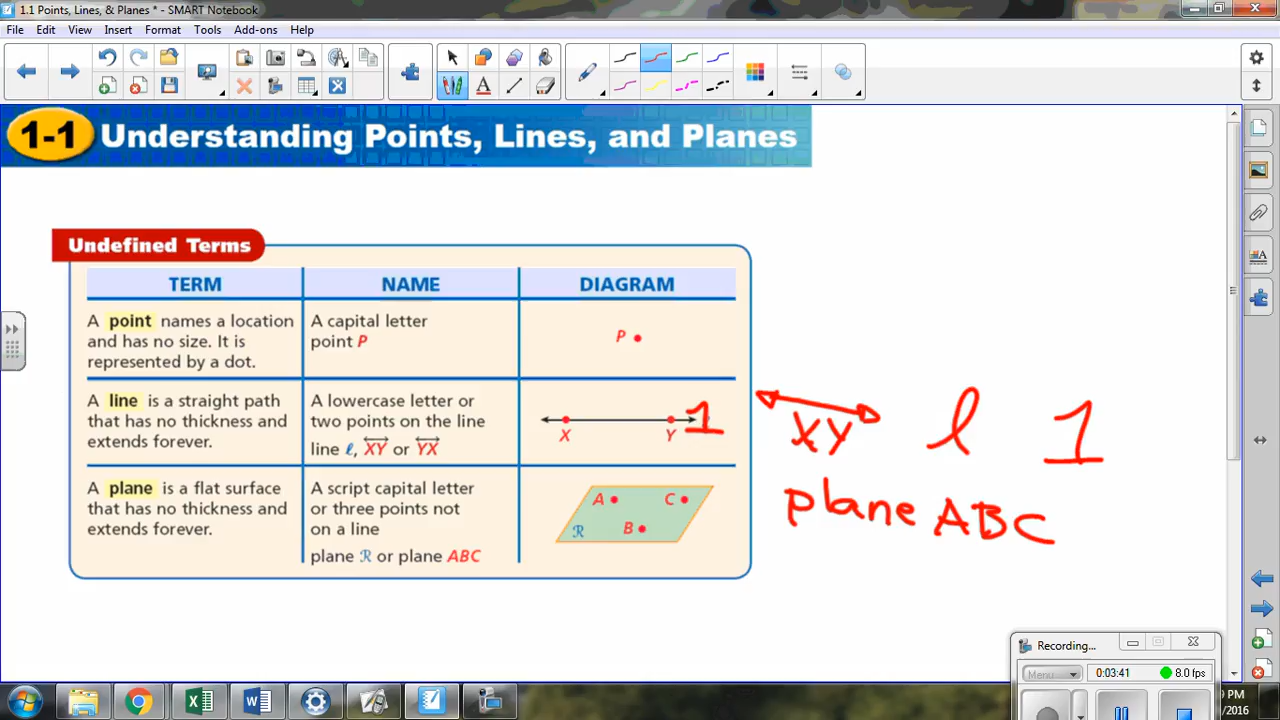 1.1 Points, Lines, & Planes * - SMART Notebook
File Edit View Insert Format Tools Add-ons Help
1-1 Understanding Points, Lines, and Planes
Undefined Terms
TERM NAME DIAGRAM
A point names a location
and has no size. It is
represented by a dot.
A capital letter
point P
P
A line is a straight path
that has no thickness and
extends forever.
A lowercase letter or
two points on the line
line ℓ, XY or YX
X Y 1
XY ℓ 1
A plane is a flat surface
that has no thickness and
extends forever.
A script capital letter
or three points not
on a line
plane ℛ or plane ABC
A C
B
ℛ
plane ABC
Recording...
Menu 00:03:41 8.0 fps
9 PM
/2016